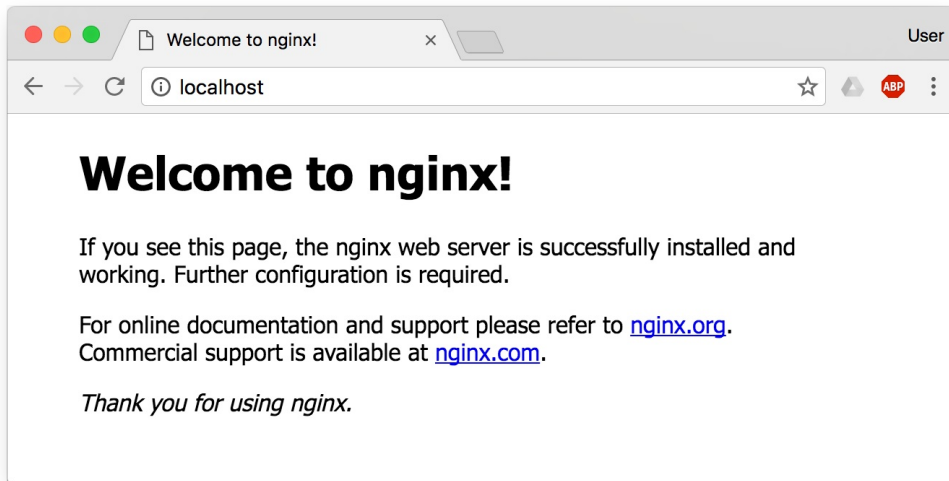 Welcome to nginx!
User
localhost
ABP
Welcome to nginx!
If you see this page, the nginx web server is successfully installed and
working. Further configuration is required.
For online documentation and support please refer to nginx.org.
Commercial support is available at nginx.com.
Thank you for using nginx.